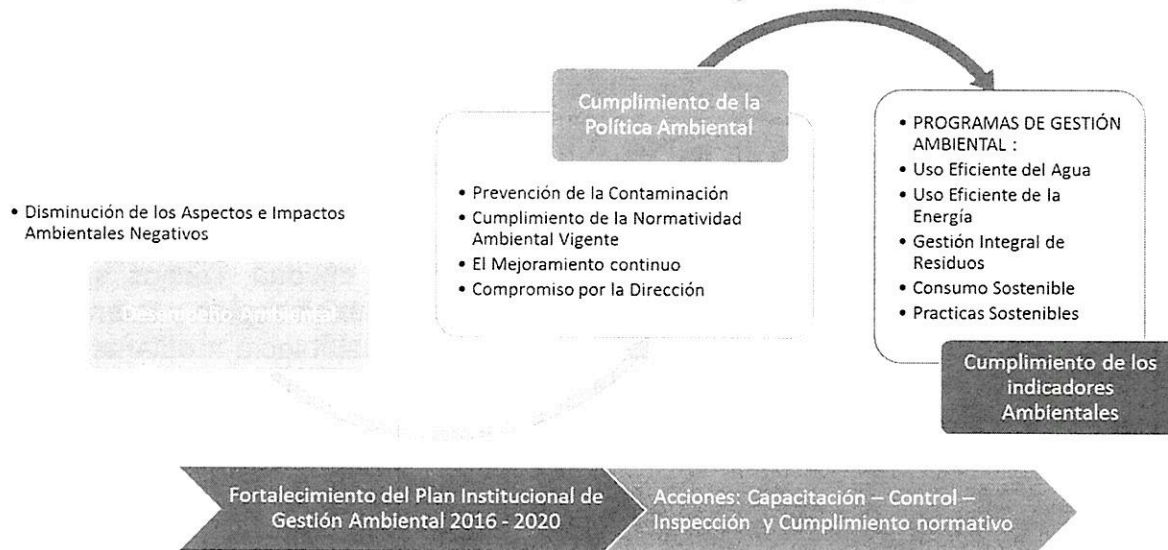 • Disminución de los Aspectos e Impactos
Ambientales Negativos
Desempeño Ambiental
Cumplimiento de la
Política Ambiental
• Prevención de la Contaminación
• Cumplimiento de la Normatividad
Ambiental Vigente
• El Mejoramiento continuo
• Compromiso por la Dirección
• PROGRAMAS DE GESTIÓN
AMBIENTAL :
• Uso Eficiente del Agua
• Uso Eficiente de la
Energía
• Gestión Integral de
Residuos
• Consumo Sostenible
• Practicas Sostenibles
Cumplimiento de los
indicadores
Ambientales
Fortalecimiento del Plan Institucional de
Gestión Ambiental 2016 - 2020
Acciones: Capacitación – Control –
Inspección y Cumplimiento normativo